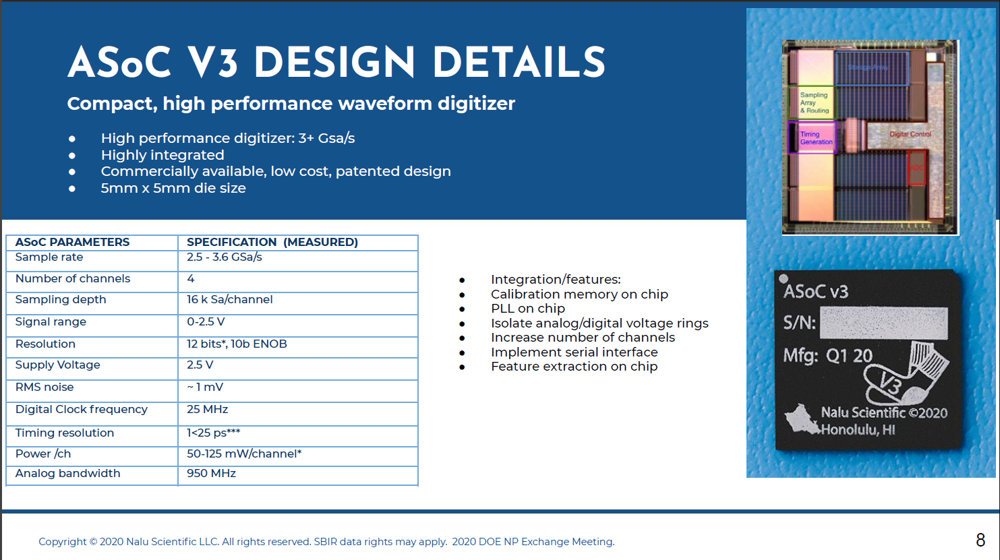 ASoC V3 DESIGN DETAILS
Compact, high performance waveform digitizer
● High performance digitizer: 3+ Gsa/s
● Highly integrated
● Commercially available, low cost, patented design
● 5mm x 5mm die size
Storage Array
Sampling
Array
& Routing
Timing
Generation
Digital Control
ADC
ASoC PARAMETERS SPECIFICATION (MEASURED)
Sample rate 2.5 - 3.6 GSa/s
Number of channels 4
Sampling depth 16 k Sa/channel
Signal range 0-2.5 V
Resolution 12 bits*, 10b ENOB
Supply Voltage 2.5 V
RMS noise ~ 1 mV
Digital Clock frequency 25 MHz
Timing resolution 1<25 ps***
Power /ch 50-125 mW/channel*
Analog bandwidth 950 MHz
● Integration/features:
● Calibration memory on chip
● PLL on chip
● Isolate analog/digital voltage rings
● Increase number of channels
● Implement serial interface
● Feature extraction on chip
ASoC v3
S/N:
Mfg: Q1 20
V3
Nalu Scientific ©2020
Honolulu, HI
Copyright © 2020 Nalu Scientific LLC. All rights reserved. SBIR data rights may apply. 2020 DOE NP Exchange Meeting.
8